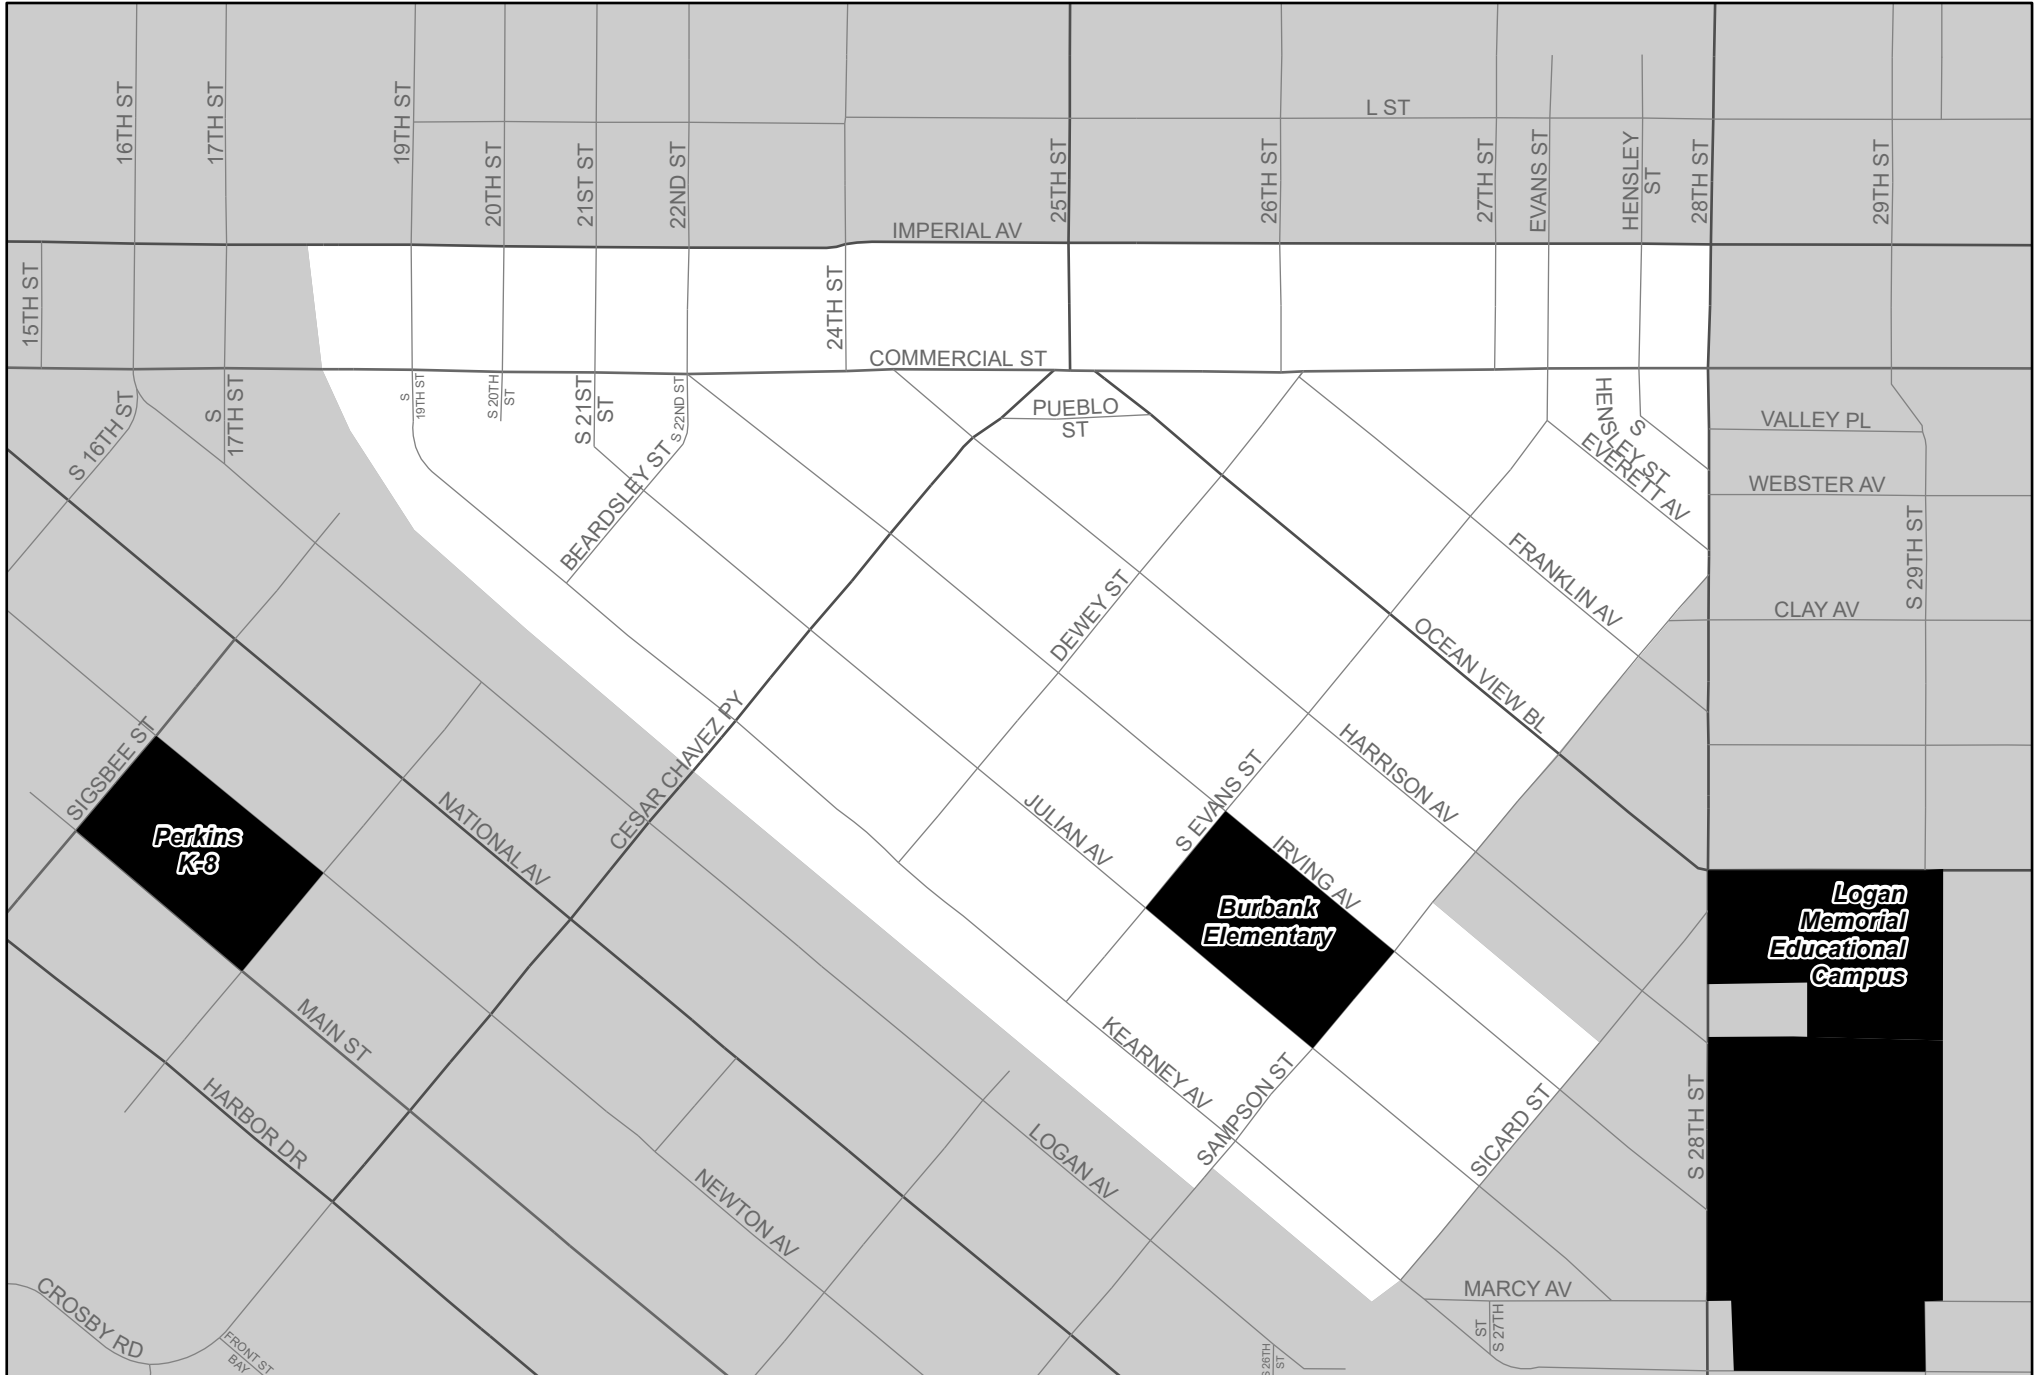 16TH ST
17TH ST
19TH ST
20TH ST
21ST ST
22ND ST
25TH ST
26TH ST
L ST
27TH ST
EVANS ST
HENSLEY
ST
28TH ST
29TH ST
IMPERIAL AV
15TH ST
24TH ST
COMMERCIAL ST
S 16TH ST
S
17TH ST
S
19TH ST
S 20TH
ST
S 21ST
ST
S 22ND ST
BEARDSLEY ST
PUEBLO
ST
S
HENSLEY ST
EVERETT AV
VALLEY PL
WEBSTER AV
S 29TH ST
FRANKLIN AV
CLAY AV
DEWEY ST
OCEAN VIEW BL
SIGSBEE ST
Perkins
K-8
NATIONAL AV
CESAR CHAVEZ PY
JULIAN AV
S EVANS ST
HARRISON AV
IRVING AV
Burbank
Elementary
Logan
Memorial
Educational
Campus
MAIN ST
HARBOR DR
KEARNEY AV
SAMPSON ST
SICARD ST
S 28TH ST
LOGAN AV
NEWTON AV
MARCY AV
CROSBY RD
FRONT ST
BAY
S 26TH
ST
ST
S 27TH